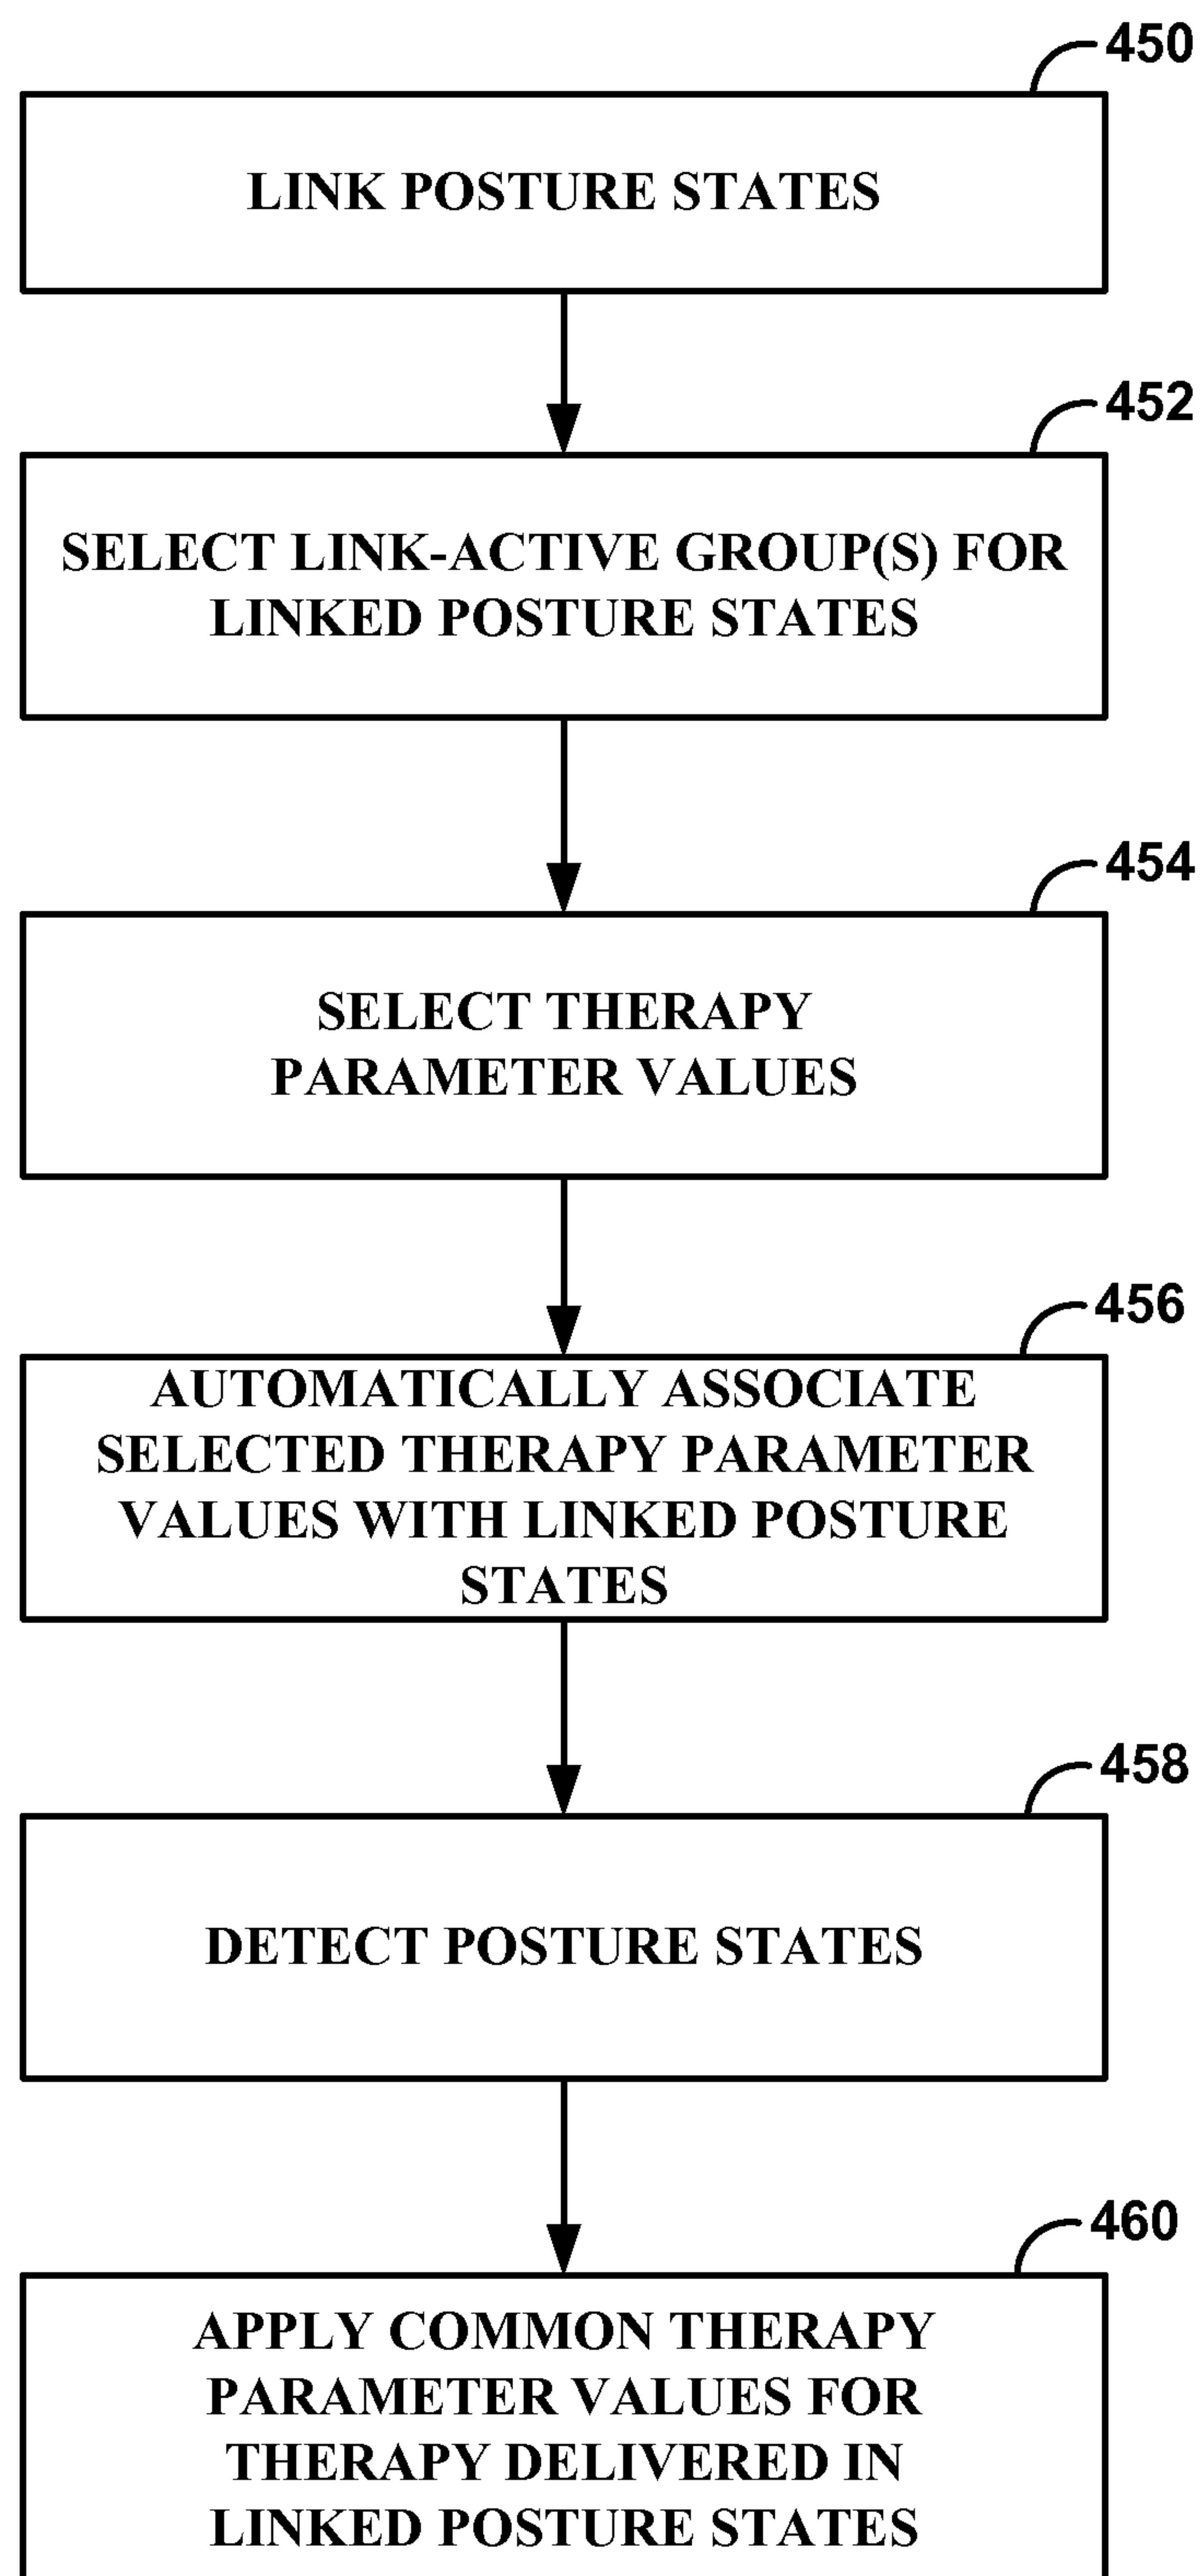 450
LINK POSTURE STATES
452
SELECT LINK-ACTIVE GROUP(S) FOR
LINKED POSTURE STATES
454
SELECT THERAPY
PARAMETER VALUES
456
AUTOMATICALLY ASSOCIATE
SELECTED THERAPY PARAMETER
VALUES WITH LINKED POSTURE
STATES
458
DETECT POSTURE STATES
460
APPLY COMMON THERAPY
PARAMETER VALUES FOR
THERAPY DELIVERED IN
LINKED POSTURE STATES